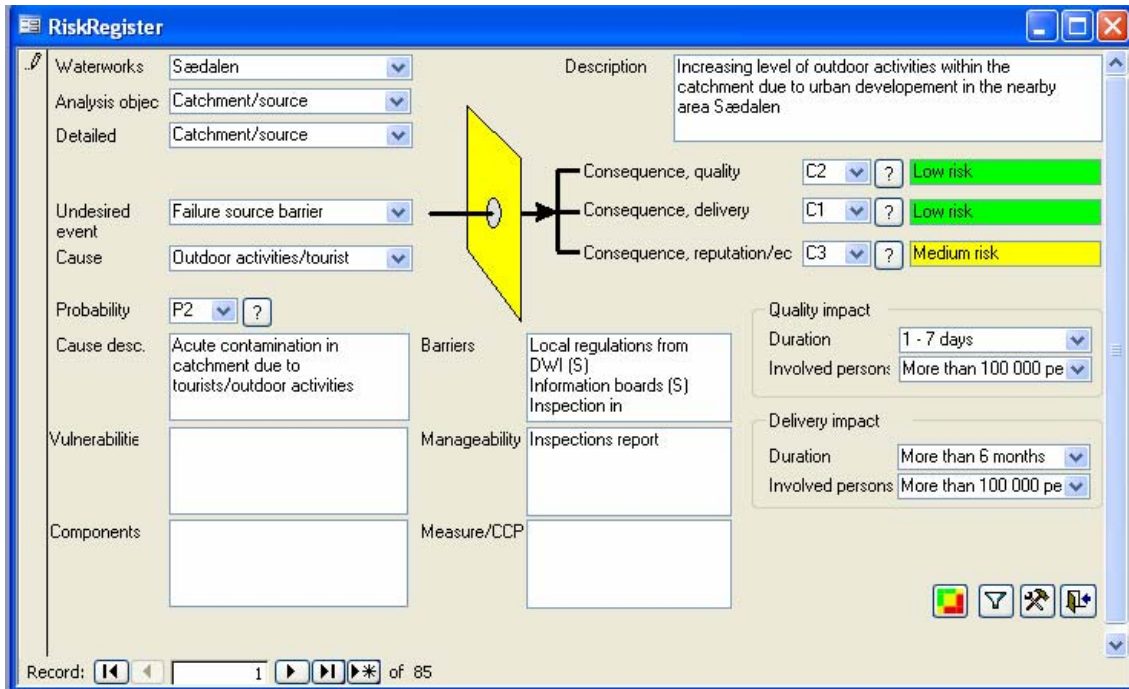 RiskRegister
Waterworks
Sædalen
Description
Increasing level of outdoor activities within the
catchment due to urban developement in the nearby
area Sædalen
Analysis objec
Catchment/source
Detailed
Catchment/source
Consequence, quality
C2
?
Low risk
Undesired
event
Failure source barrier
Consequence, delivery
C1
?
Low risk
Cause
Outdoor activities/tourist
Consequence, reputation/ec
C3
?
Medium risk
Probability
P2
?
Quality impact
Duration
1 - 7 days
Involved persons
More than 100 000 pe
Cause desc.
Acute contamination in
catchment due to
tourists/outdoor activities
Barriers
Local regulations from
DWI (S)
Information boards (S)
Inspection in
Delivery impact
Duration
More than 6 months
Involved persons
More than 100 000 pe
Vulnerabilitie
Manageability
Inspections report
Components
Measure/CCP
Record:
1
of 85